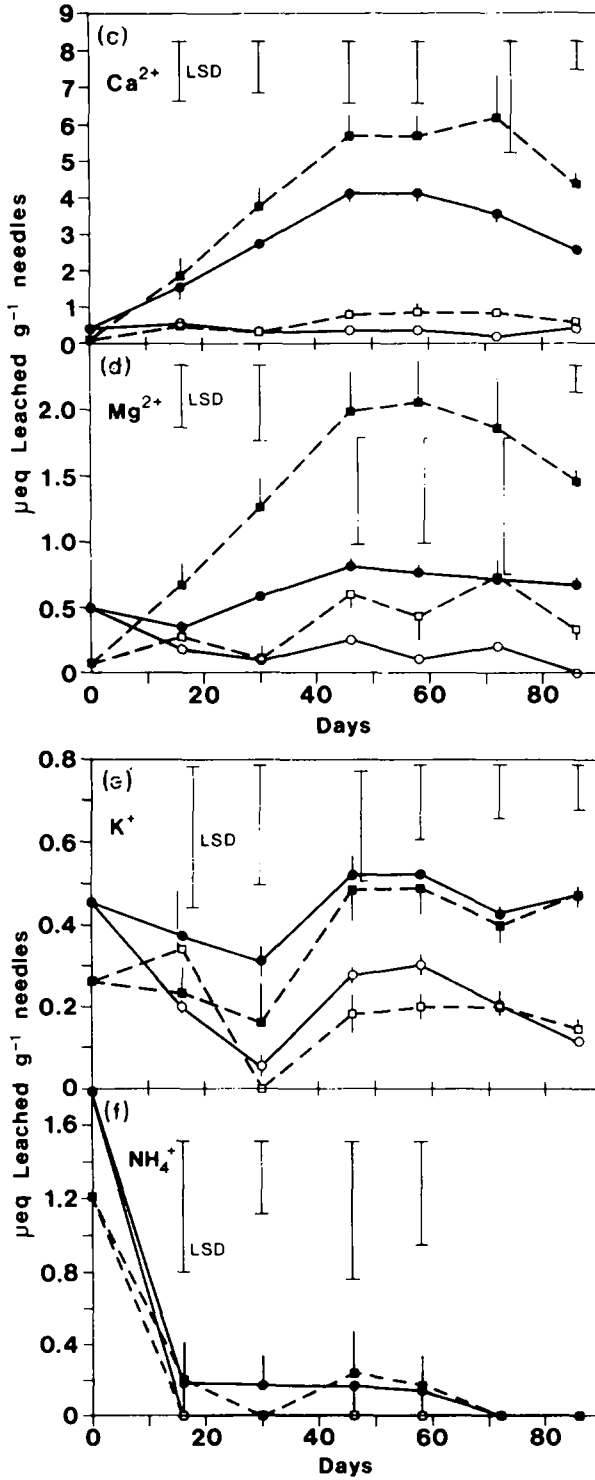 9
(c)
8
LSD
7
Ca²⁺
6
5
4
3
2
1
0
(d)
LSD
2.0
Mg²⁺
1.5
1.0
0.5
0
0 20 40 60 80
Days
µeq Leached g⁻¹ needles
0.8
(e)
K⁺
LSD
0.6
0.4
0.2
0
(f)
1.6
NH₄⁺
1.2
LSD
0.8
0.4
0
0 20 40 60 80
Days
µeq Leached g⁻¹ needles